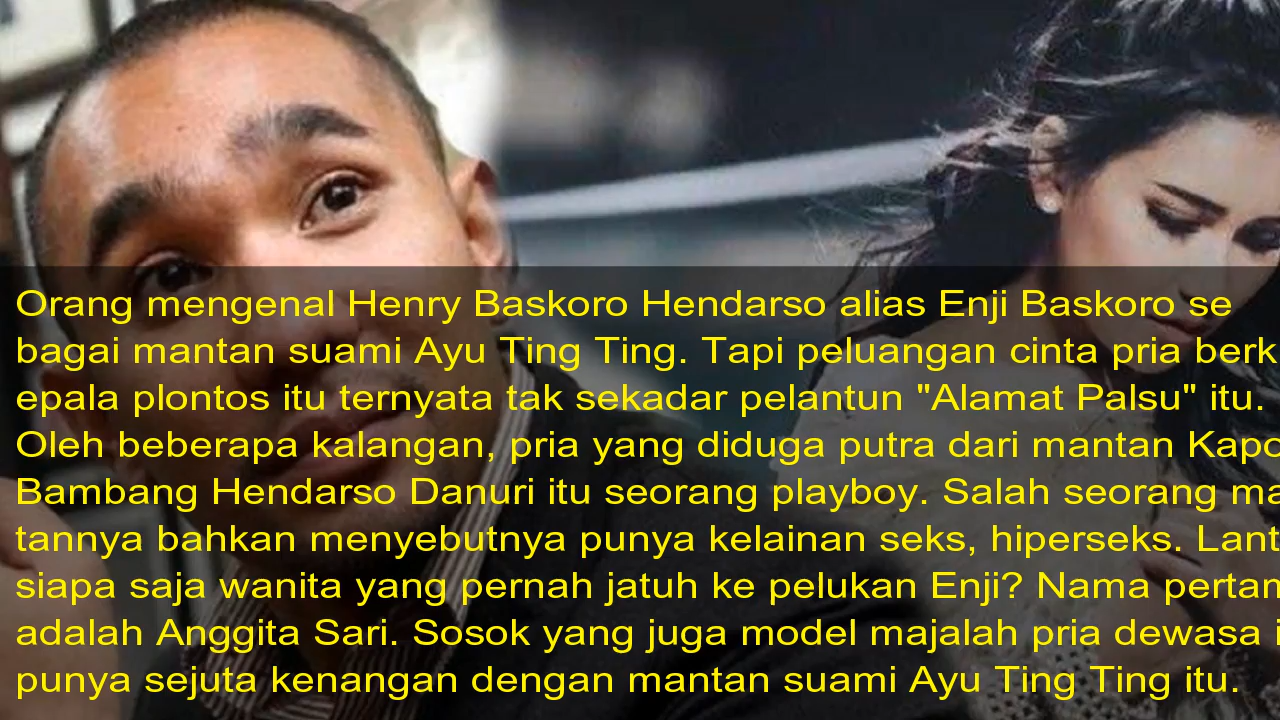 Orang mengenal Henry Baskoro Hendarso alias Enji Baskoro se
bagai mantan suami Ayu Ting Ting. Tapi peluangan cinta pria berk
epala plontos itu ternyata tak sekadar pelantun "Alamat Palsu" itu.
Oleh beberapa kalangan, pria yang diduga putra dari mantan Kapo
Bambang Hendarso Danuri itu seorang playboy. Salah seorang ma
tannya bahkan menyebutnya punya kelainan seks, hiperseks. Lant
siapa saja wanita yang pernah jatuh ke pelukan Enji? Nama pertam
adalah Anggita Sari. Sosok yang juga model majalah pria dewasa i
punya sejuta kenangan dengan mantan suami Ayu Ting Ting itu.